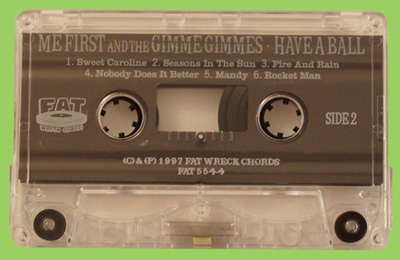 ME FIRST AND THE GIMME GIMMES · HAVE A BALL
1. Sweet Caroline 2. Seasons In The Sun 3. Fire And Rain
4. Nobody Does It Better 5. Mandy 6. Rocket Man
FAT
WRECK CHORDS
SIDE 2
(C) & (P) 1997 FAT WRECK CHORDS
FAT 554-4